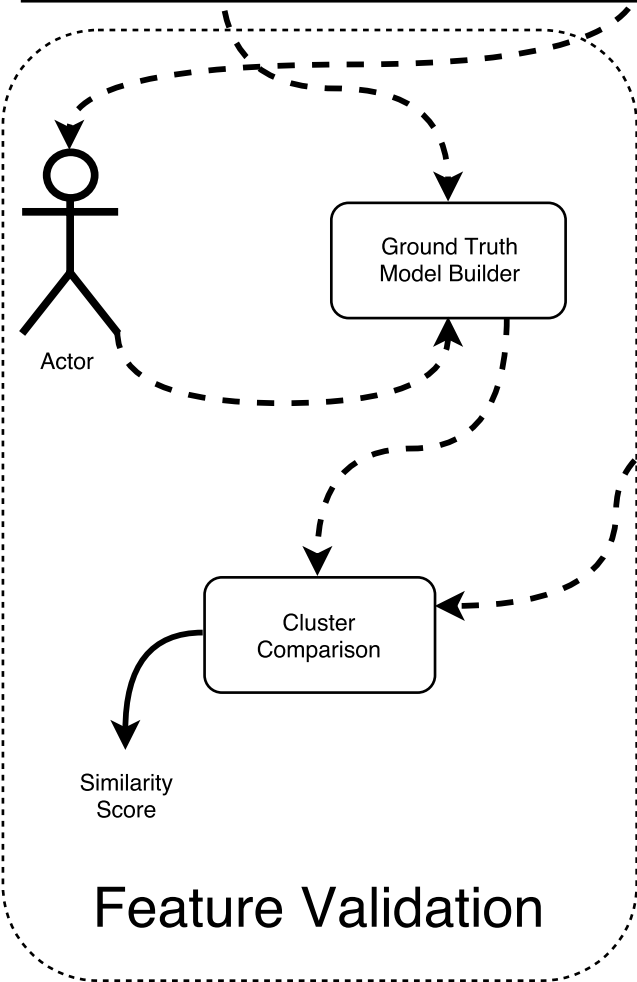 Ground Truth
Model Builder
Actor
Cluster
Comparison
Similarity
Score
Feature Validation